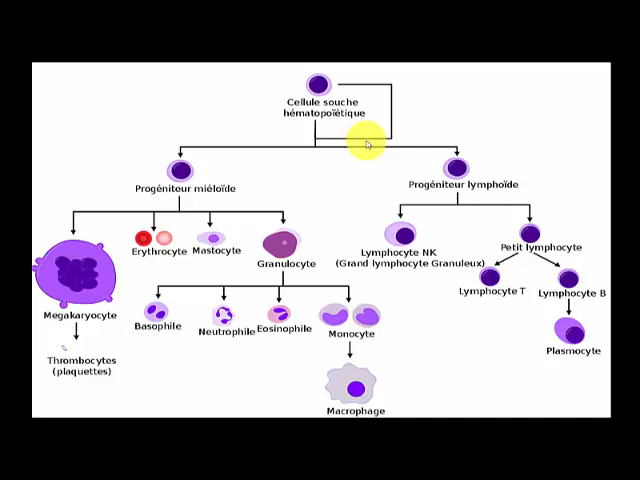 Cellule souche
hématopoïétique
Progéniteur miéloïde
Progéniteur lymphoïde
Erythrocyte
Mastocyte
Granulocyte
Lymphocyte NK
(Grand lymphocyte Granuleux)
Petit lymphocyte
Lymphocyte T
Lymphocyte B
Megakaryocyte
Basophile
Neutrophile
Eosinophile
Monocyte
Plasmocyte
Thrombocytes
(plaquettes)
Macrophage